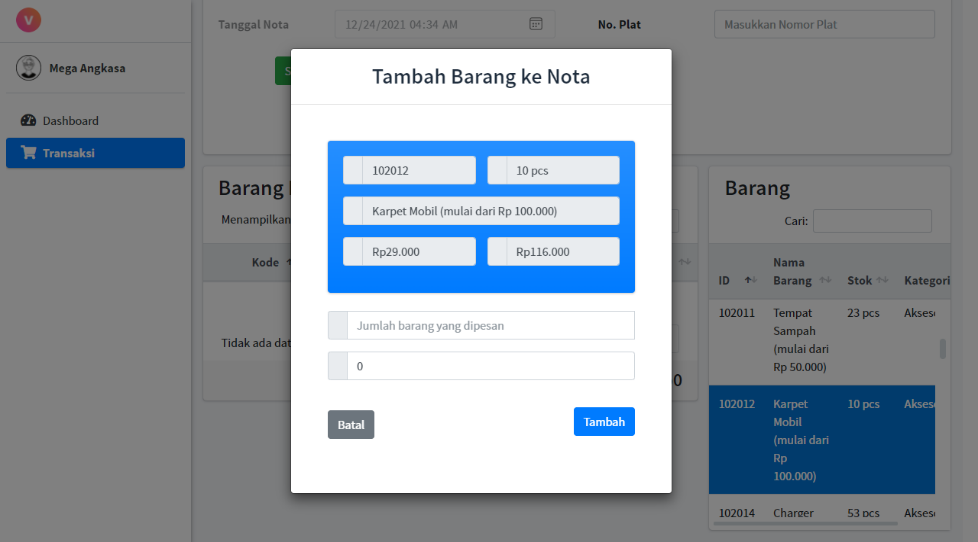 V
Mega Angkasa
Dashboard
Transaksi
Tanggal Nota
12/24/2021 04:34 AM
No. Plat
Masukkan Nomor Plat
S
Tambah Barang ke Nota
102012
10 pcs
Karpet Mobil (mulai dari Rp 100.000)
Rp29.000
Rp116.000
Jumlah barang yang dipesan
0
Batal
Tambah
Barang
Menampilkan
Kode
Tidak ada dat
0
Barang
Cari:
ID
Nama
Barang
Stok
Kategori
102011
Tempat
Sampah
(mulai dari
Rp 50.000)
23 pcs
Akses
102012
Karpet
Mobil
(mulai dari
Rp
100.000)
10 pcs
Akses
102014
Charger
53 pcs
Akses